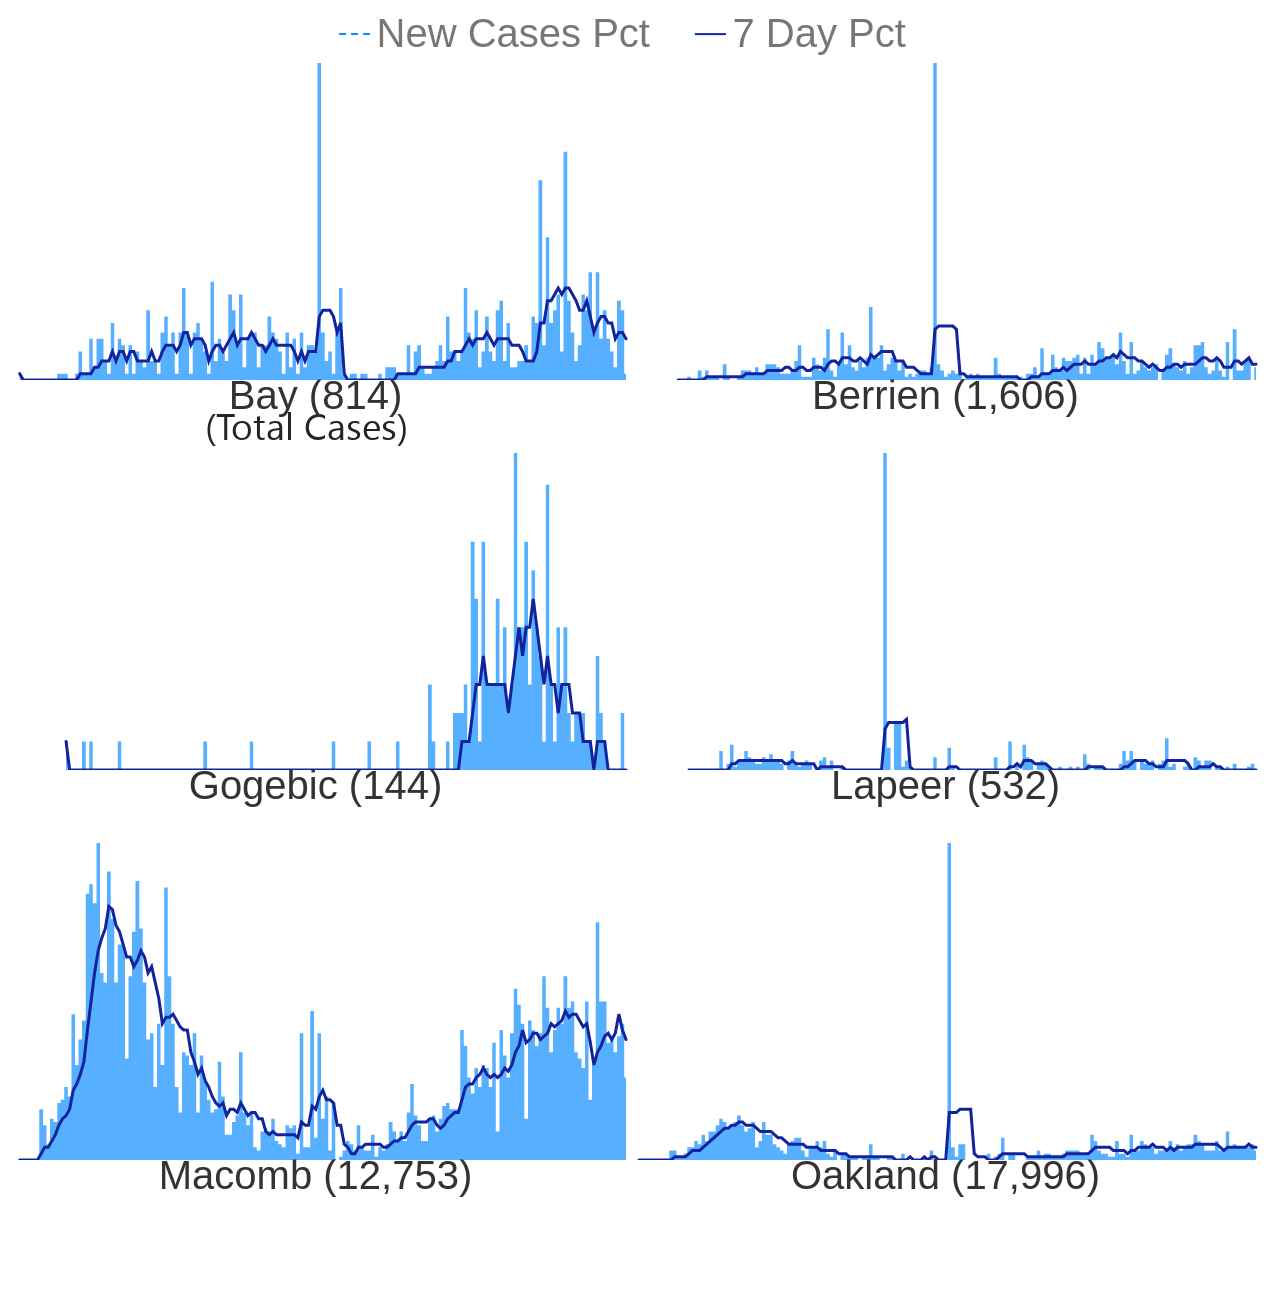 New Cases Pct 7 Day Pct
Bay (814) Berrien (1,606)
(Total Cases)
Gogebic (144) Lapeer (532)
Macomb (12,753) Oakland (17,996)